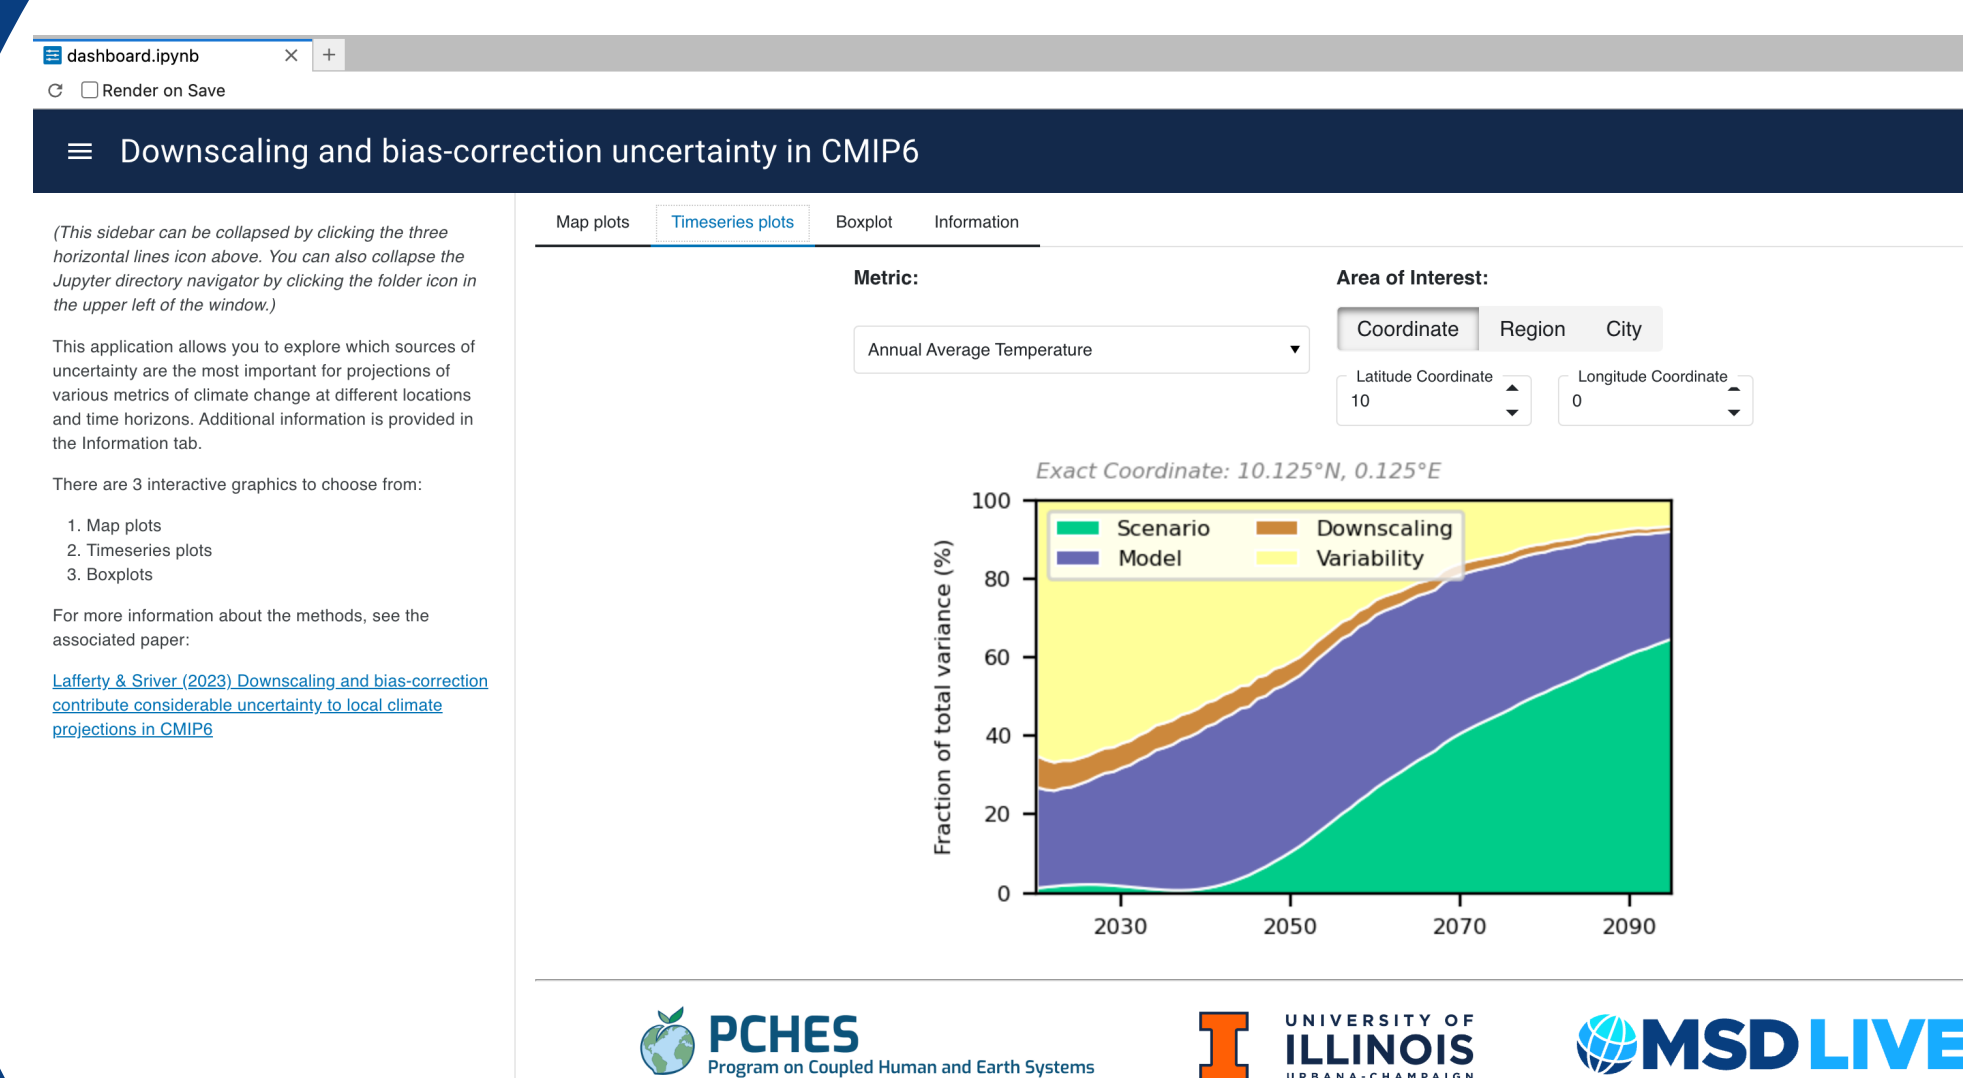 dashboard.ipynb
Render on Save
Downscaling and bias-correction uncertainty in CMIP6
(This sidebar can be collapsed by clicking the three
horizontal lines icon above. You can also collapse the
Jupyter directory navigator by clicking the folder icon in
the upper left of the window.)
This application allows you to explore which sources of
uncertainty are the most important for projections of
various metrics of climate change at different locations
and time horizons. Additional information is provided in
the Information tab.
There are 3 interactive graphics to choose from:
1. Map plots
2. Timeseries plots
3. Boxplots
For more information about the methods, see the
associated paper:
Lafferty & Sriver (2023) Downscaling and bias-correction
contribute considerable uncertainty to local climate
projections in CMIP6
Map plots Timeseries plots Boxplot Information
Metric:
Annual Average Temperature
Area of Interest:
Coordinate Region City
Latitude Coordinate
10
Longitude Coordinate
0
Exact Coordinate: 10.125°N, 0.125°E
Scenario Downscaling
Model Variability
Fraction of total variance (%)
100
80
60
40
20
0
2030 2050 2070 2090
PCHES
Program on Coupled Human and Earth Systems
UNIVERSITY OF
ILLINOIS
URBANA-CHAMPAIGN
MSD LIVE